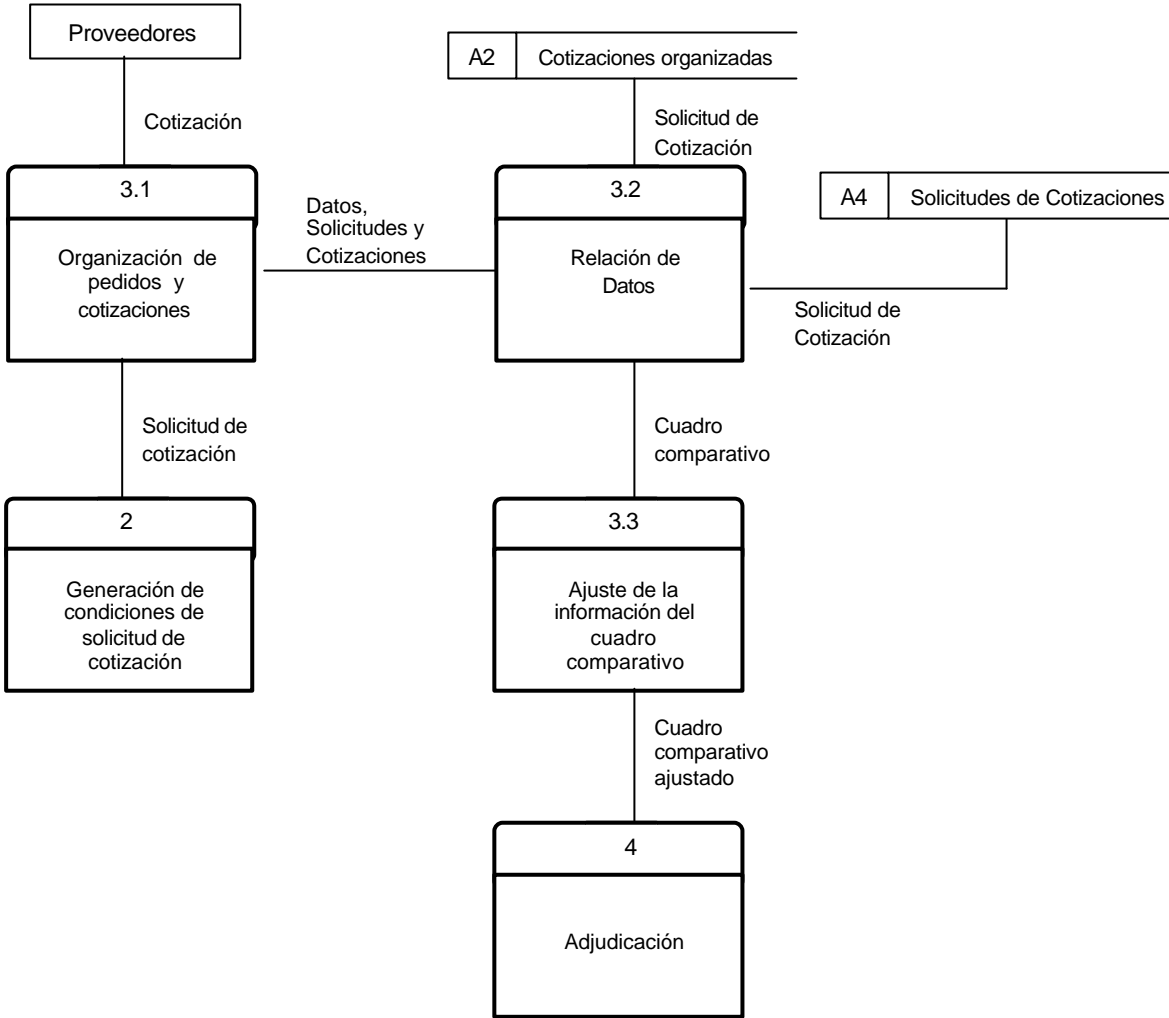 Proveedores
A2
Cotizaciones organizadas
Cotización
Solicitud de
Cotización
3.1
3.2
A4
Solicitudes de Cotizaciones
Datos,
Solicitudes y
Cotizaciones
Organización de
pedidos y
cotizaciones
Relación de
Datos
Solicitud de
Cotización
Solicitud de
cotización
Cuadro
comparativo
2
3.3
Generación de
condiciones de
solicitud de
cotización
Ajuste de la
información del
cuadro
comparativo
Cuadro
comparativo
ajustado
4
Adjudicación